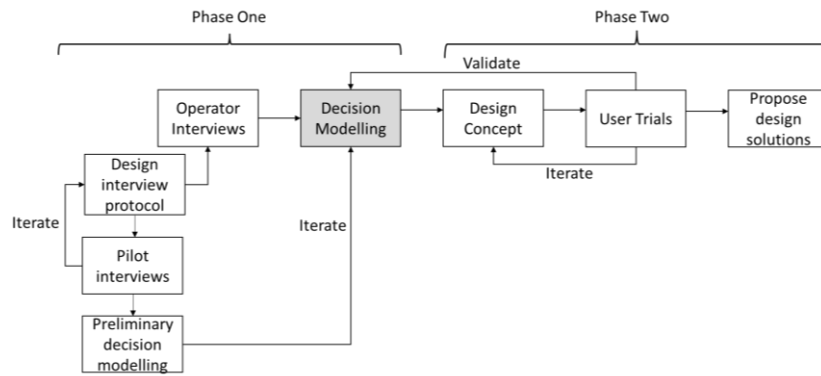 Phase One
Phase Two
Validate
Operator
Interviews
Decision
Modelling
Design
Concept
User Trials
Propose
design
solutions
Design
interview
protocol
Iterate
Iterate
Iterate
Pilot
interviews
Preliminary
decision
modelling